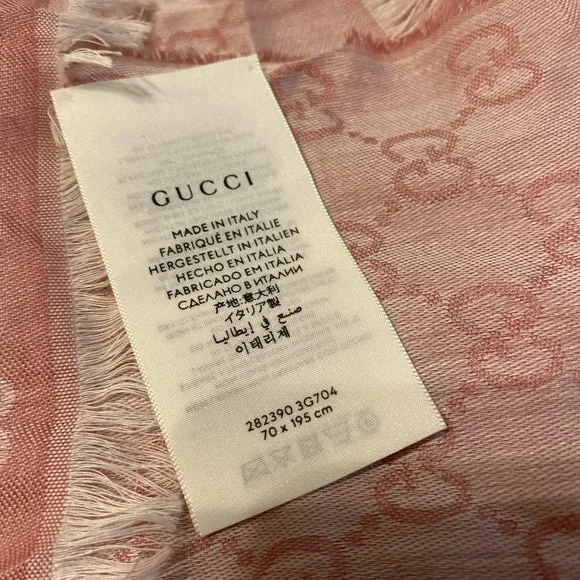 GUCCI
MADE IN ITALY
FABRIQUÉ EN ITALIE
HERGESTELLT IN ITALIEN
HECHO EN ITALIA
FABRICADO EM ITÁLIA
СДЕЛАНО В ИТАЛИИ
产地:意大利
イタリア製
صنع في إيطاليا
이태리제
282390 3G704
70 x 195 cm